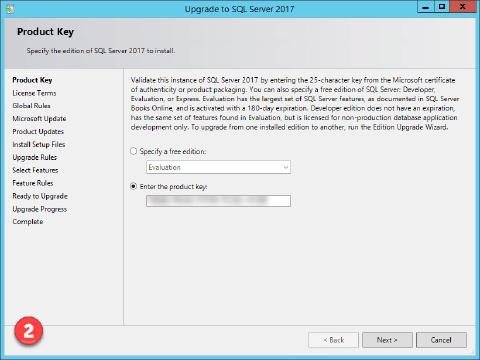 Upgrade to SQL Server 2017
Product Key
Specify the edition of SQL Server 2017 to install.
Product Key
License Terms
Global Rules
Microsoft Update
Product Updates
Install Setup Files
Upgrade Rules
Select Features
Feature Rules
Ready to Upgrade
Upgrade Progress
Complete
Validate this instance of SQL Server 2017 by entering the 25-character key from the Microsoft certificate
of authenticity or product packaging. You can also specify a free edition of SQL Server: Developer,
Evaluation, or Express. Evaluation has the largest set of SQL Server features, as documented in SQL Server
Books Online, and is activated with a 180-day expiration. Developer edition does not have an expiration,
has the same set of features found in Evaluation, but is licensed for non-production database application
development only. To upgrade from one installed edition to another, run the Edition Upgrade Wizard.
Specify a free edition:
Evaluation
Enter the product key:
2
< Back
Next >
Cancel